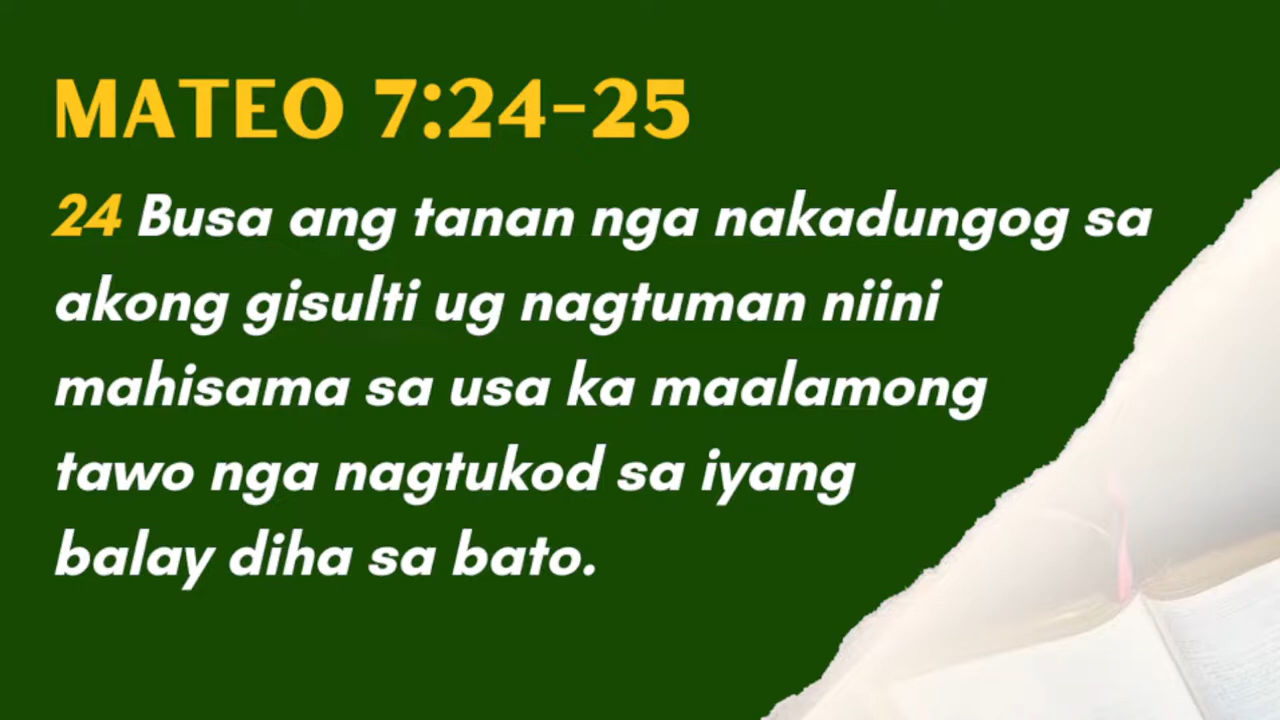 MATEO 7:24-25
24 Busa ang tanan nga nakadungog sa
akong gisulti ug nagtuman niini
mahisama sa usa ka maalamong
tawo nga nagtukod sa iyang
balay diha sa bato.